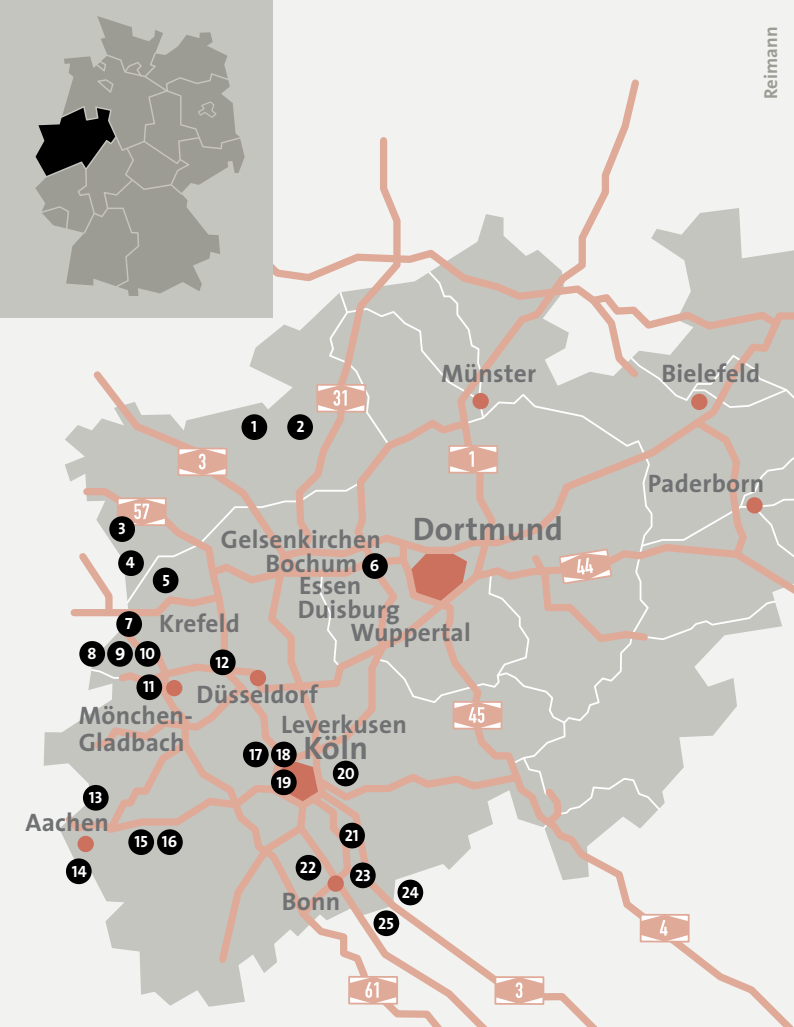 Reimann
Münster
Bielefeld
31
1
2
3
1
Paderborn
57
3
Dortmund
Gelsenkirchen
Bochum
6
44
4
Essen
5
Duisburg
7
Krefeld
Wuppertal
8
9
10
12
11
Düsseldorf
Mönchen-
Gladbach
45
Leverkusen
Köln
17
18
19
20
13
Aachen
15
16
21
14
22
23
24
Bonn
25
4
61
3